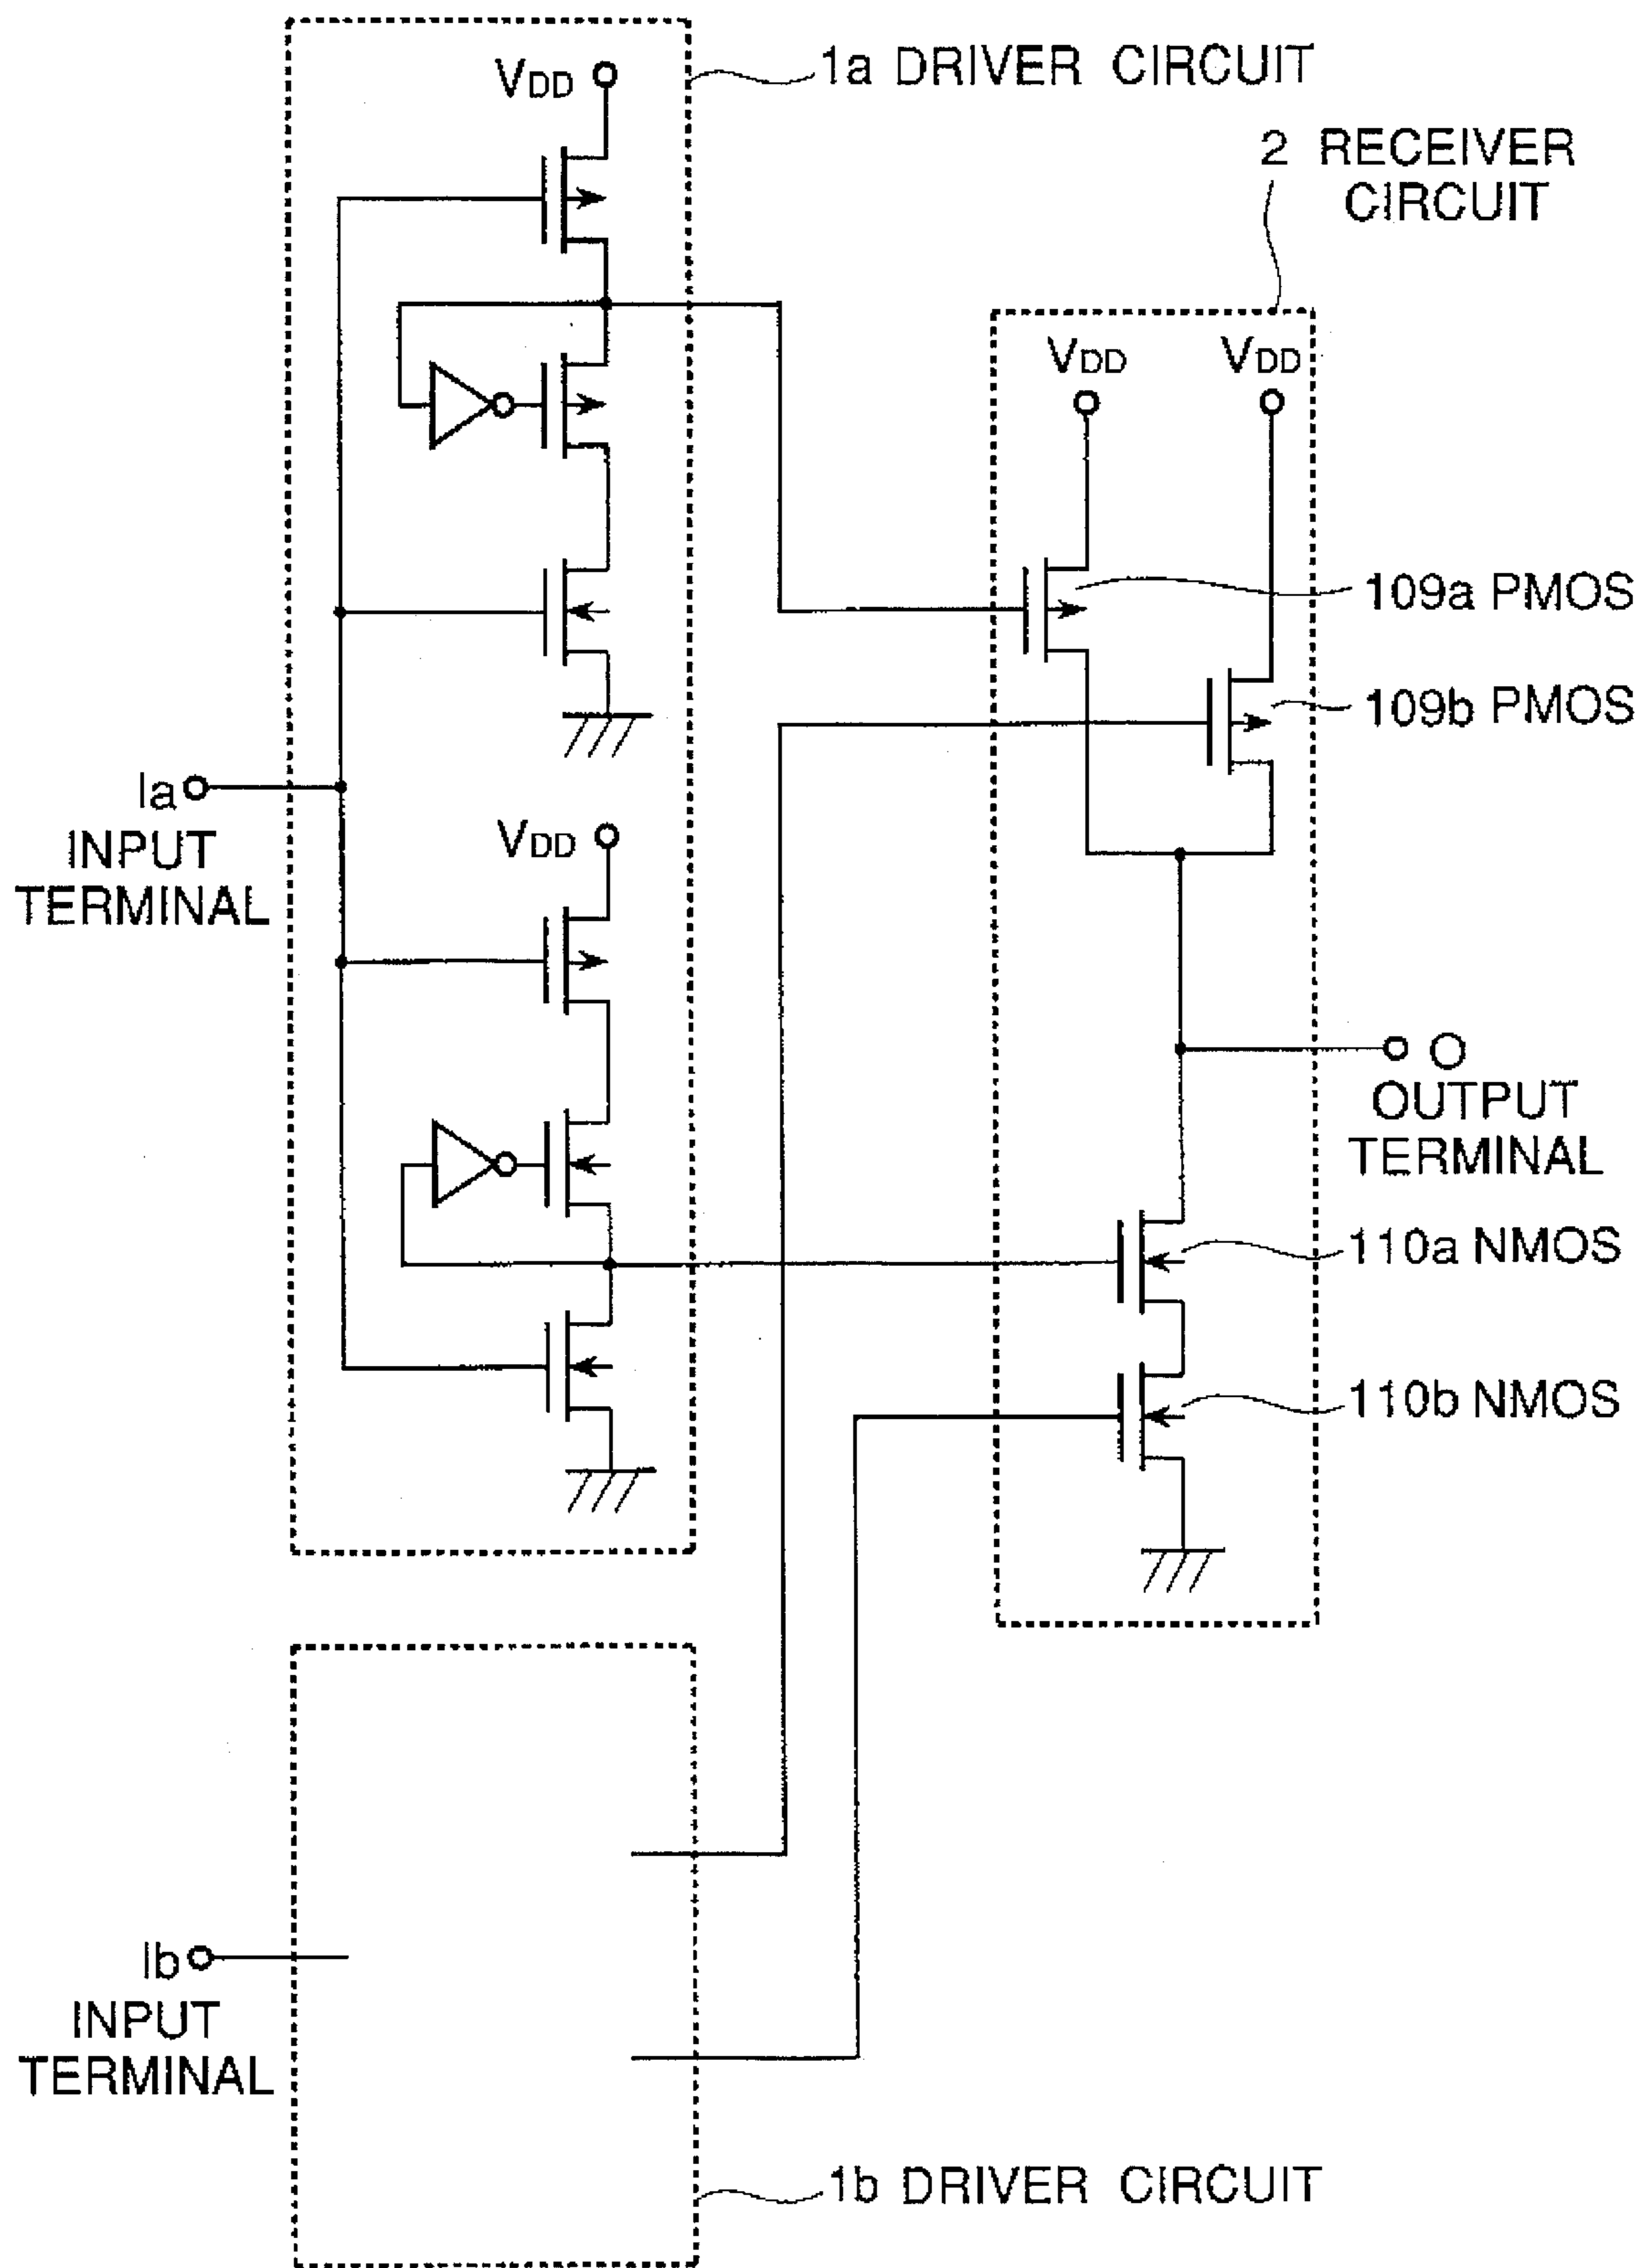 VDD
1a DRIVER CIRCUIT
2 RECEIVER
CIRCUIT
VDD
VDD
109a PMOS
109b PMOS
Ia
INPUT
TERMINAL
VDD
O
OUTPUT
TERMINAL
110a NMOS
110b NMOS
Ib
INPUT
TERMINAL
1b DRIVER CIRCUIT